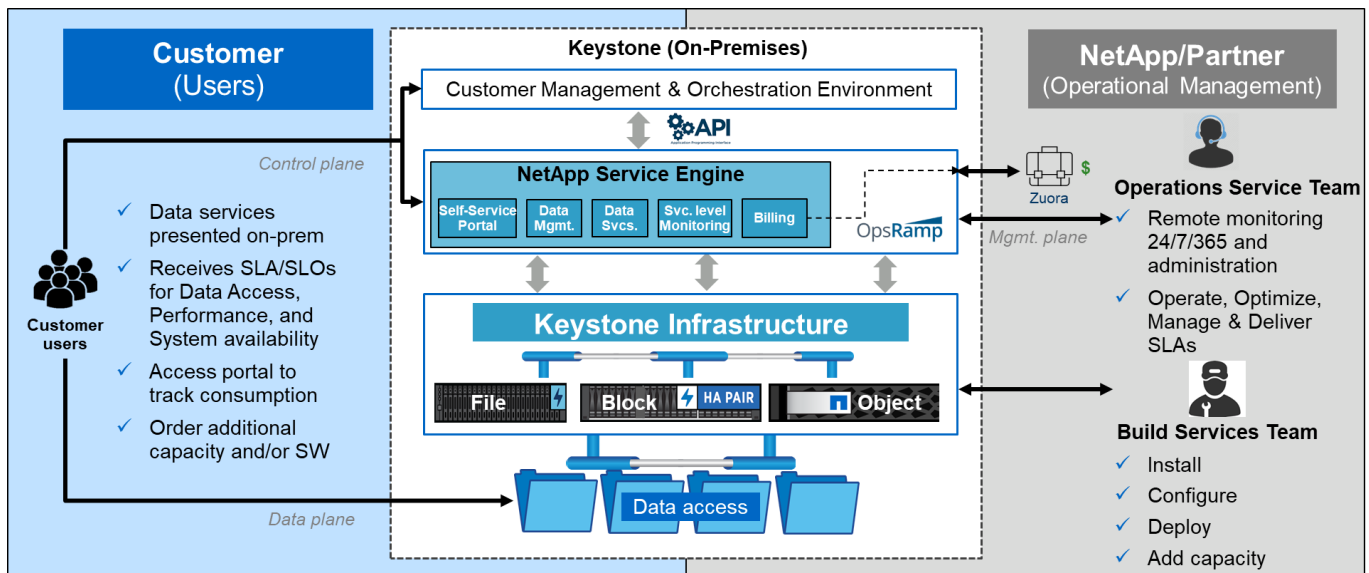 Customer
(Users)
Control plane
Customer
users
Data services
presented on-prem
Receives SLA/SLOs
for Data Access,
Performance, and
System availability
Access portal to
track consumption
Order additional
capacity and/or SW
Data plane
Keystone (On-Premises)
Customer Management & Orchestration Environment
API
Application Programming Interface
NetApp Service Engine
Self-Service
Portal
Data
Mgmt.
Data
Svcs.
Svc. level
Monitoring
Billing
OpsRamp
Keystone Infrastructure
File
Block
HA PAIR
Object
Data access
NetApp/Partner
(Operational Management)
$
Zuora
Mgmt. plane
Operations Service Team
Remote monitoring
24/7/365 and
administration
Operate, Optimize,
Manage & Deliver
SLAs
Build Services Team
Install
Configure
Deploy
Add capacity